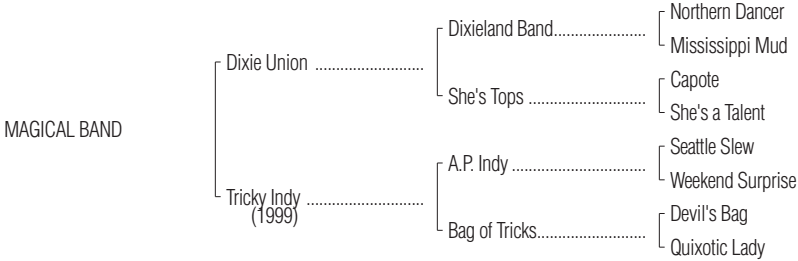 Northern Dancer
Dixieland Band......................
Mississippi Mud
Dixie Union ..........................
Capote
She's Tops ............................
She's a Talent
MAGICAL BAND
Seattle Slew
A.P. Indy ................................
Weekend Surprise
Tricky Indy ............................
(1999)
Devil's Bag
Bag of Tricks..........................
Quixotic Lady